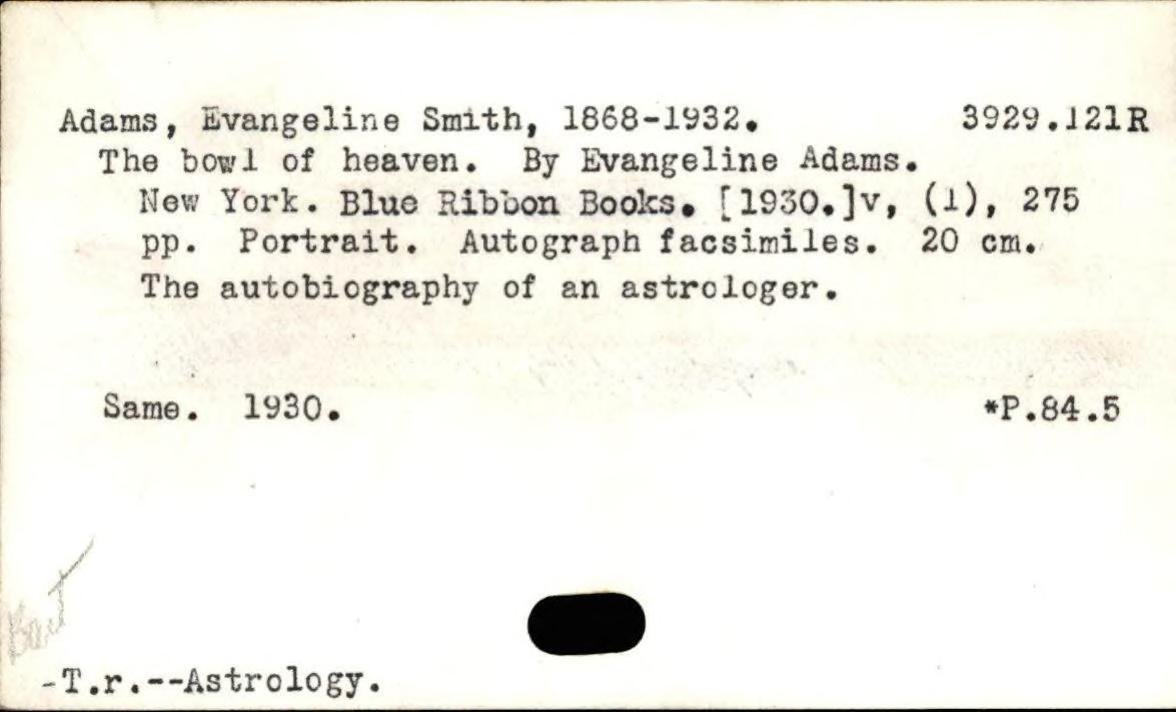 Adams, Evangeline Smith, 1868-1932. 3929.121R
The bowl of heaven. By Evangeline Adams.
New York. Blue Ribbon Books. [1930.]v, (1), 275
pp. Portrait. Autograph facsimiles. 20 cm.
The autobiography of an astrologer.
Same. 1930. *P.84.5
-T.r.--Astrology.